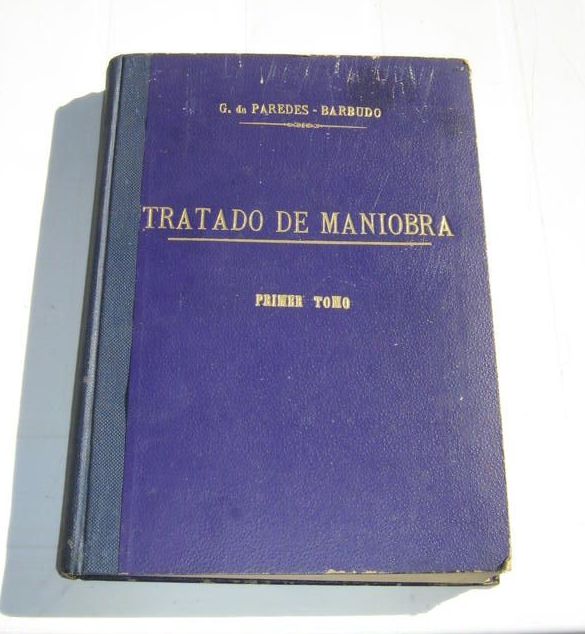 G. de PAREDES - BARBUDO
TRATADO DE MANIOBRA
PRIMER TOMO